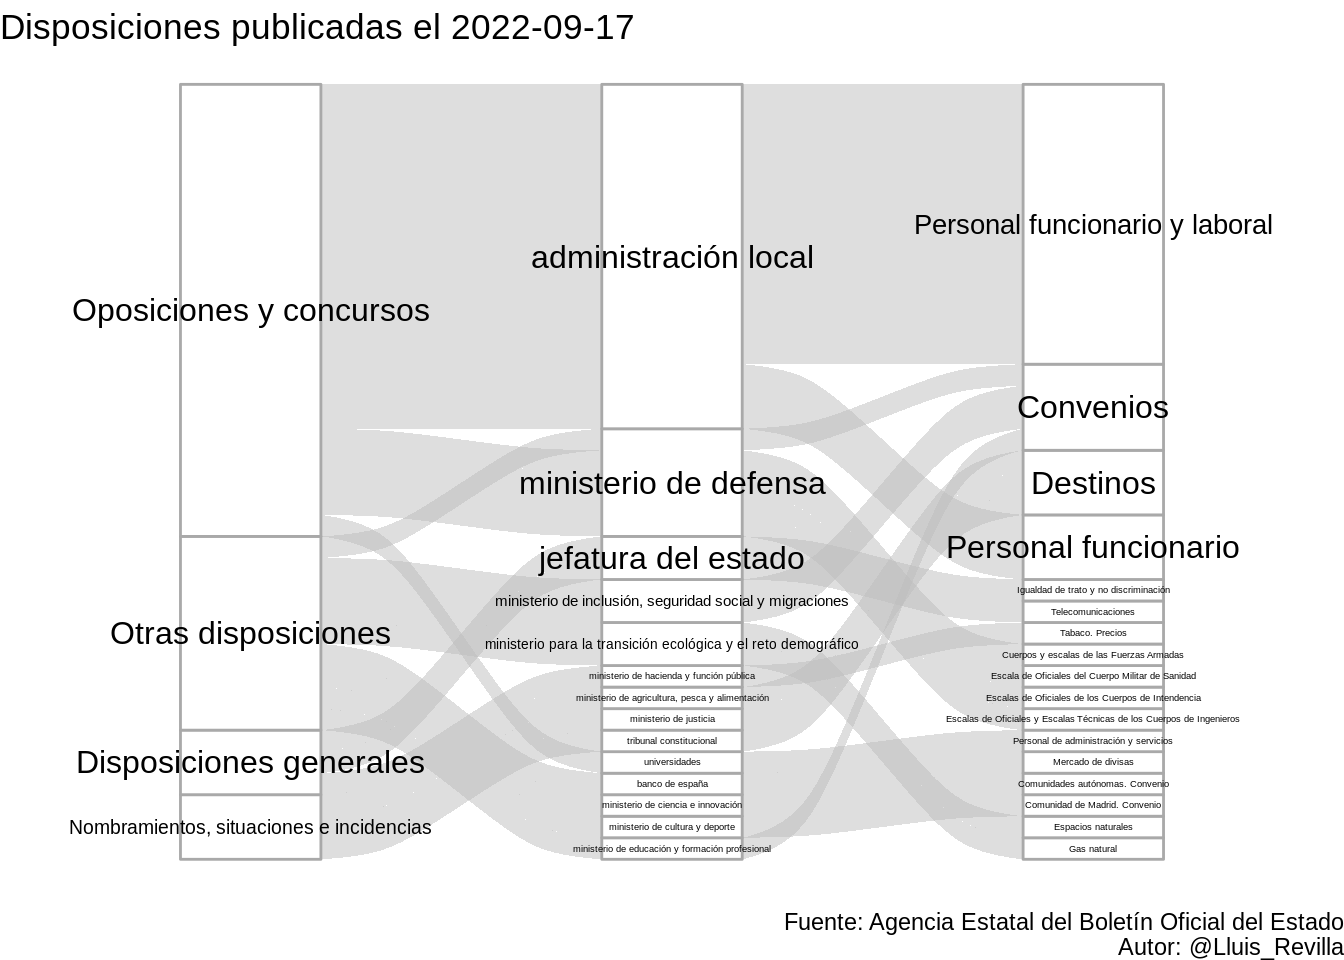 Disposiciones publicadas el 2022-09-17
Oposiciones y concursos
Otras disposiciones
Disposiciones generales
Nombramientos, situaciones e incidencias
administración local
ministerio de defensa
jefatura del estado
ministerio de inclusión, seguridad social y migraciones
ministerio para la transición ecológica y el reto demográfico
ministerio de hacienda y función pública
ministerio de agricultura, pesca y alimentación
ministerio de justicia
tribunal constitucional
universidades
banco de españa
ministerio de ciencia e innovación
ministerio de cultura y deporte
ministerio de educación y formación profesional
Personal funcionario y laboral
Convenios
Destinos
Personal funcionario
Igualdad de trato y no discriminación
Telecomunicaciones
Tabaco. Precios
Cuerpos y escalas de las Fuerzas Armadas
Escala de Oficiales del Cuerpo Militar de Sanidad
Escalas de Oficiales de los Cuerpos de Intendencia
Escalas de Oficiales y Escalas Técnicas de los Cuerpos de Ingenieros
Personal de administración y servicios
Mercado de divisas
Comunidades autónomas. Convenio
Comunidad de Madrid. Convenio
Espacios naturales
Gas natural
Fuente: Agencia Estatal del Boletín Oficial del Estado
Autor: @Lluis_Revilla